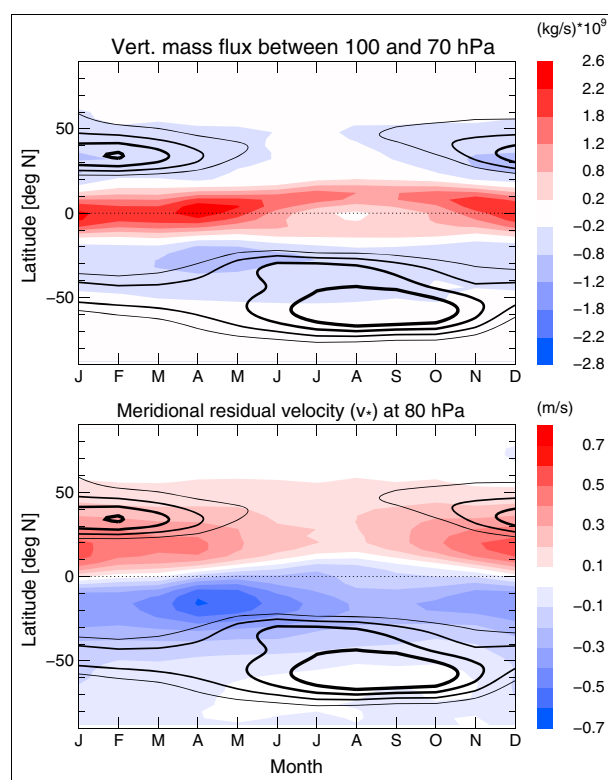 (kg/s)*10⁹
Vert. mass flux between 100 and 70 hPa
Latitude [deg N]
50
0
−50
J F M A M J J A S O N D
2.6
2.2
1.8
1.2
0.8
0.2
−0.2
−0.8
−1.2
−1.8
−2.2
−2.8
(m/s)
Meridional residual velocity (v*) at 80 hPa
Latitude [deg N]
50
0
−50
J F M A M J J A S O N D
Month
0.7
0.5
0.3
0.1
−0.1
−0.3
−0.5
−0.7